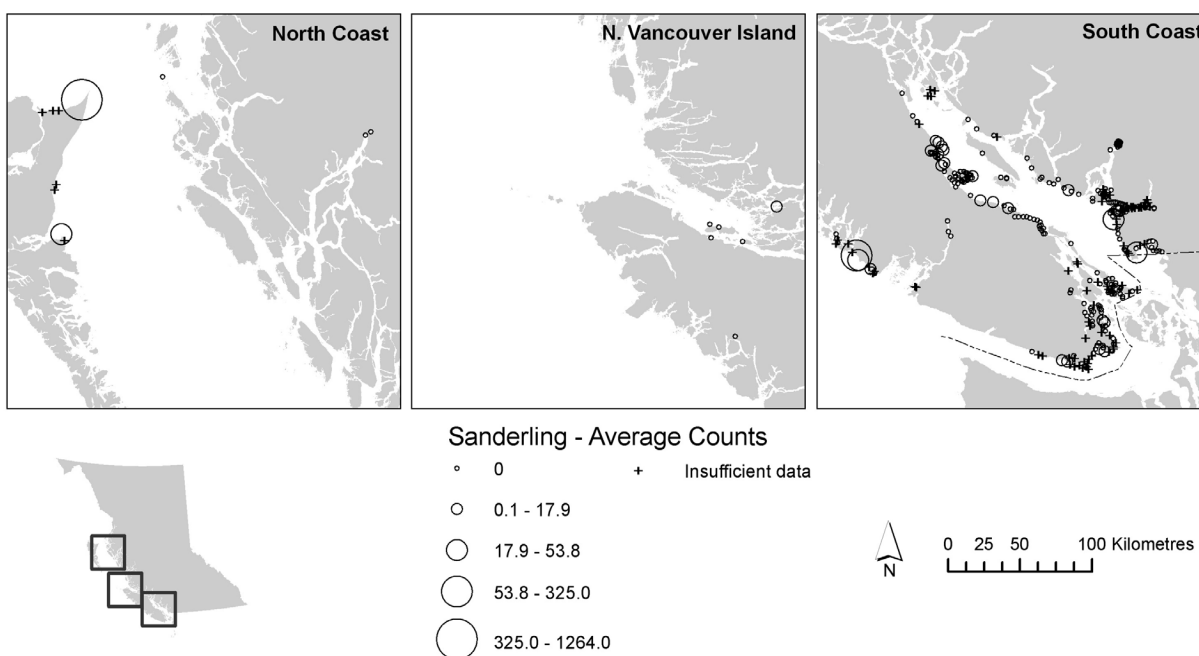 North Coast
N. Vancouver Island
South Coast
Sanderling - Average Counts
0
Insufficient data
0.1 - 17.9
17.9 - 53.8
53.8 - 325.0
325.0 - 1264.0
N
0 25 50 100 Kilometres